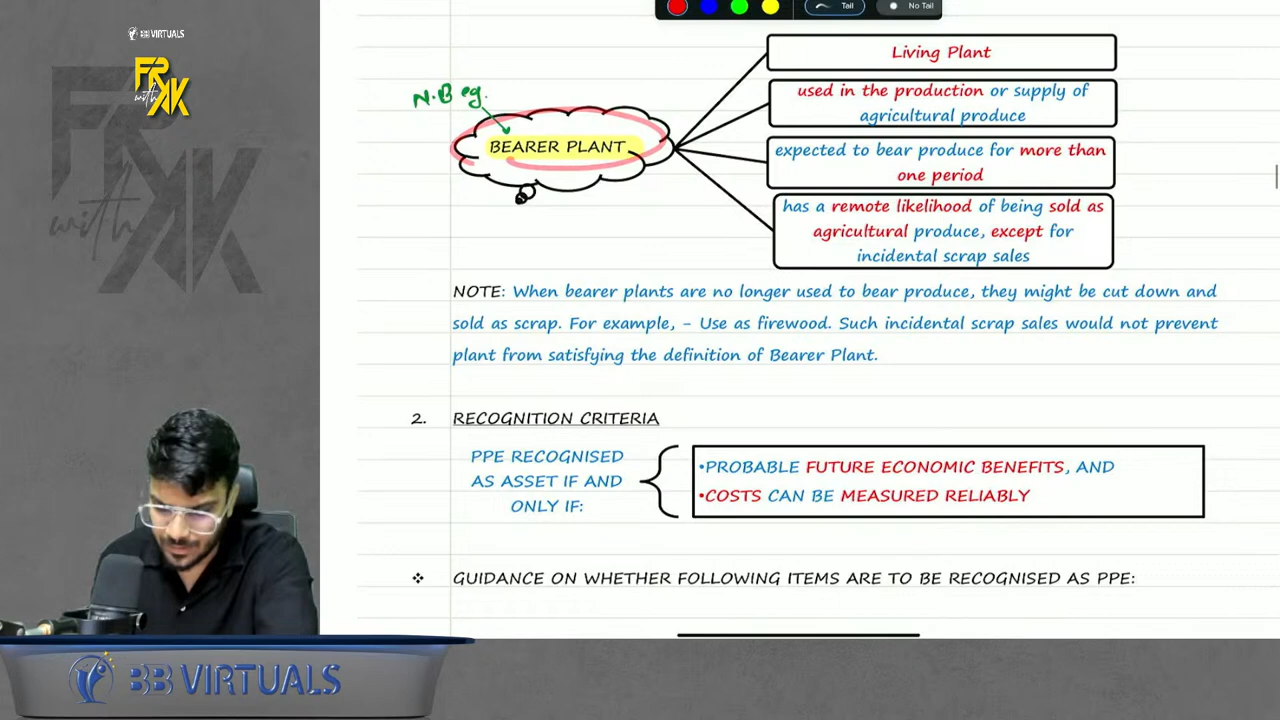 BB VIRTUALS
FR
with
AK
FR
with
AK
Tail
No Tail
N.B eg.
BEARER PLANT
Living Plant
used in the production or supply of
agricultural produce
expected to bear produce for more than
one period
has a remote likelihood of being sold as
agricultural produce, except for
incidental scrap sales
NOTE: When bearer plants are no longer used to bear produce, they might be cut down and
sold as scrap. For example, - Use as firewood. Such incidental scrap sales would not prevent
plant from satisfying the definition of Bearer Plant.
2. RECOGNITION CRITERIA
PPE RECOGNISED
AS ASSET IF AND
ONLY IF:
•PROBABLE FUTURE ECONOMIC BENEFITS, AND
•COSTS CAN BE MEASURED RELIABLY
❖ GUIDANCE ON WHETHER FOLLOWING ITEMS ARE TO BE RECOGNISED AS PPE:
BB VIRTUALS